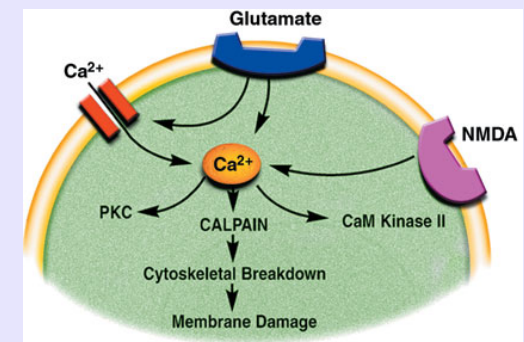 Glutamate
Ca²⁺
NMDA
Ca²⁺
PKC
CALPAIN
CaM Kinase II
Cytoskeletal Breakdown
Membrane Damage